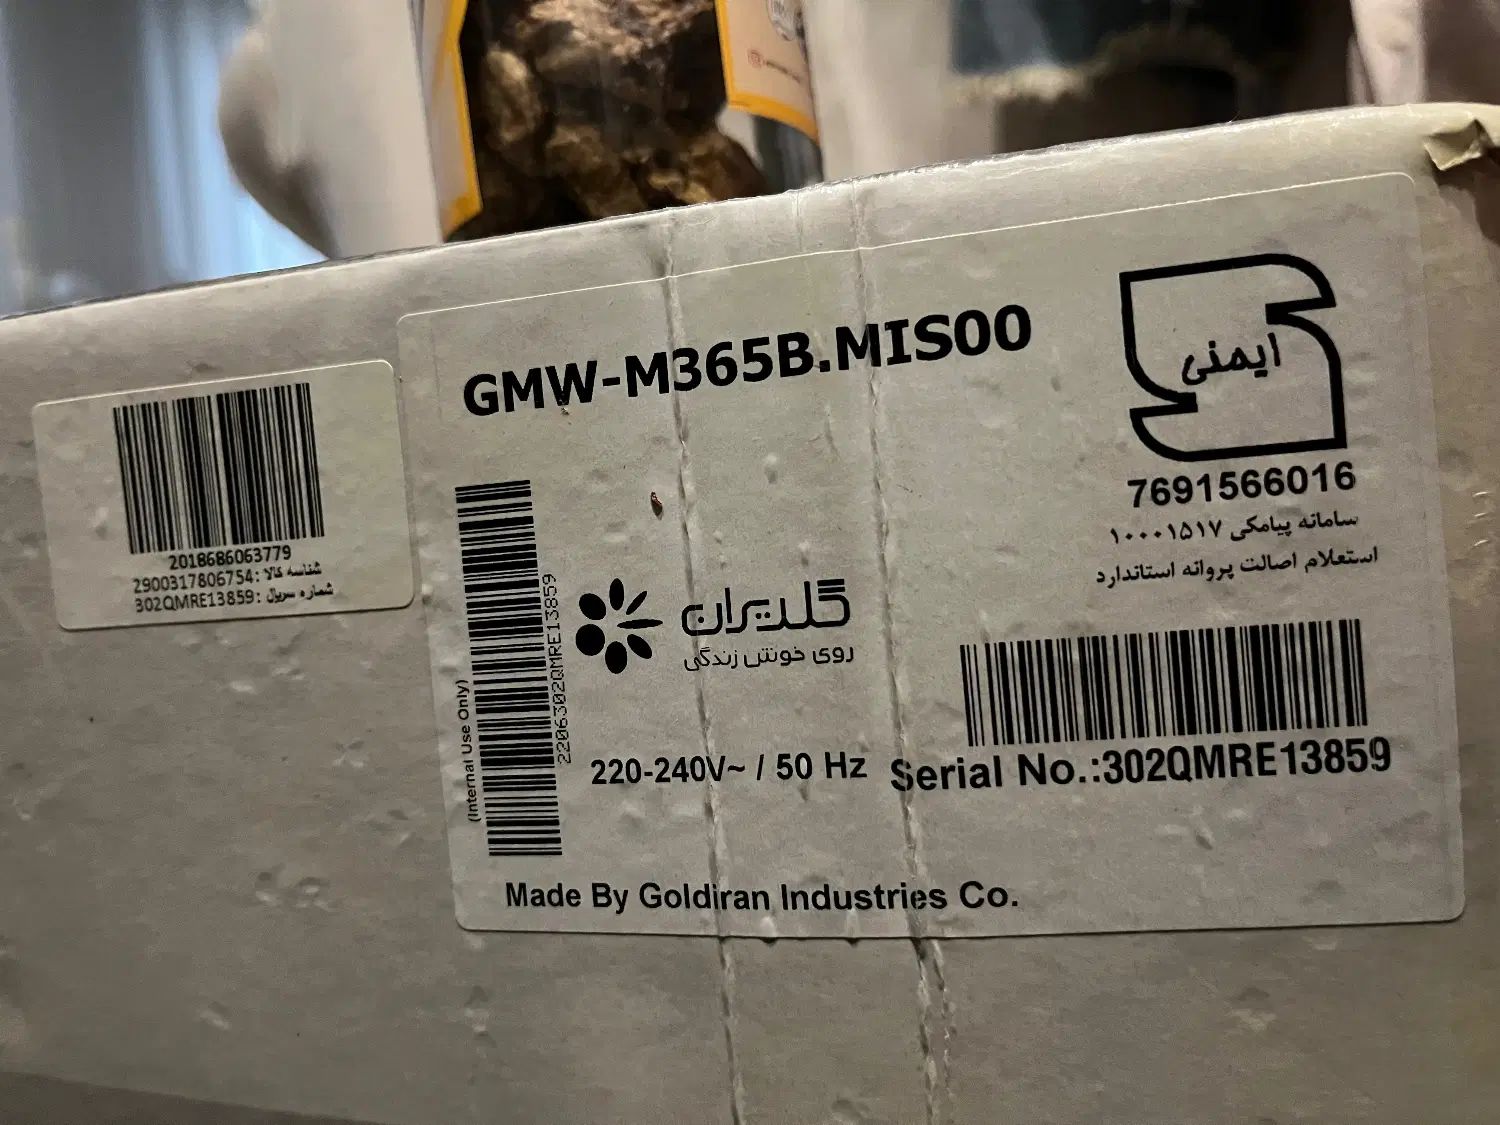 GMW-M365B.MIS00
ایمنی
7691566016
سامانه پیامکی ۱۰۰۰۱۵۱۷
استعلام اصالت پروانه استاندارد
2018686063779
شناسه کالا: 2900317806754
شماره سریال: 302QMRE13859
(Internal Use Only)
2206302QMRE13859
گلدیران
روی خوش زندگی
220-240V~ / 50 Hz
Serial No.:302QMRE13859
Made By Goldiran Industries Co.